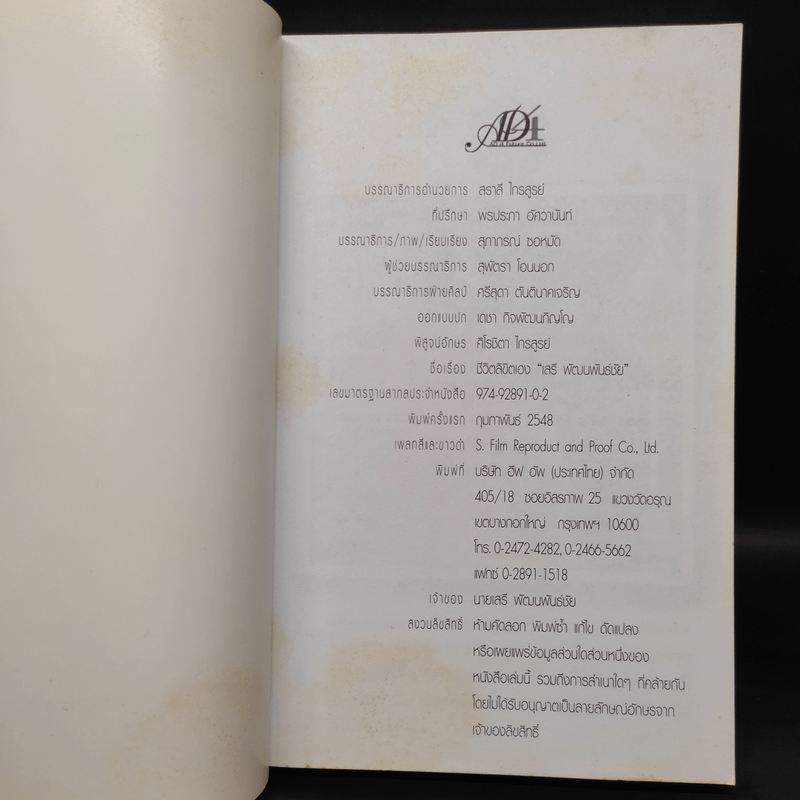 AD4
AD 4 Future Co.Ltd.
บรรณาธิการอำนวยการ สราลี ไกรสูรย์
ที่ปรึกษา พรประภา อัศวานันท์
บรรณาธิการ/ภาพ/เรียบเรียง สุภาภรณ์ ซอหมัด
ผู้ช่วยบรรณาธิการ สุพัตรา โอนนอก
บรรณาธิการฝ่ายศิลป์ ศรีสุดา ตันตินาคเจริญ
ออกแบบปก เดชา กิจพัฒนภิญโญ
พิสูจน์อักษร ศิโรชิตา ไกรสูรย์
ชื่อเรื่อง ชีวิตลิขิตเอง "เสรี พัฒนพันธ์ชัย"
เลขมาตรฐานสากลประจำหนังสือ 974-92891-0-2
พิมพ์ครั้งแรก กุมภาพันธ์ 2548
เพลทสีและขาวดำ S. Film Reproduct and Proof Co., Ltd.
พิมพ์ที่ บริษัท ฮีฟ อัพ (ประเทศไทย) จำกัด
405/18 ซอยอิสรภาพ 25 แขวงวัดอรุณ
เขตบางกอกใหญ่ กรุงเทพฯ 10600
โทร. 0-2472-4282, 0-2466-5662
แฟกซ์ 0-2891-1518
เจ้าของ นายเสรี พัฒนพันธ์ชัย
สงวนลิขสิทธิ์ ห้ามคัดลอก พิมพ์ซ้ำ แก้ไข ดัดแปลง
หรือเผยแพร่ข้อมูลส่วนใดส่วนหนึ่งของ
หนังสือเล่มนี้ รวมถึงการสำเนาใดๆ ที่คล้ายกัน
โดยไม่ได้รับอนุญาตเป็นลายลักษณ์อักษรจาก
เจ้าของลิขสิทธิ์